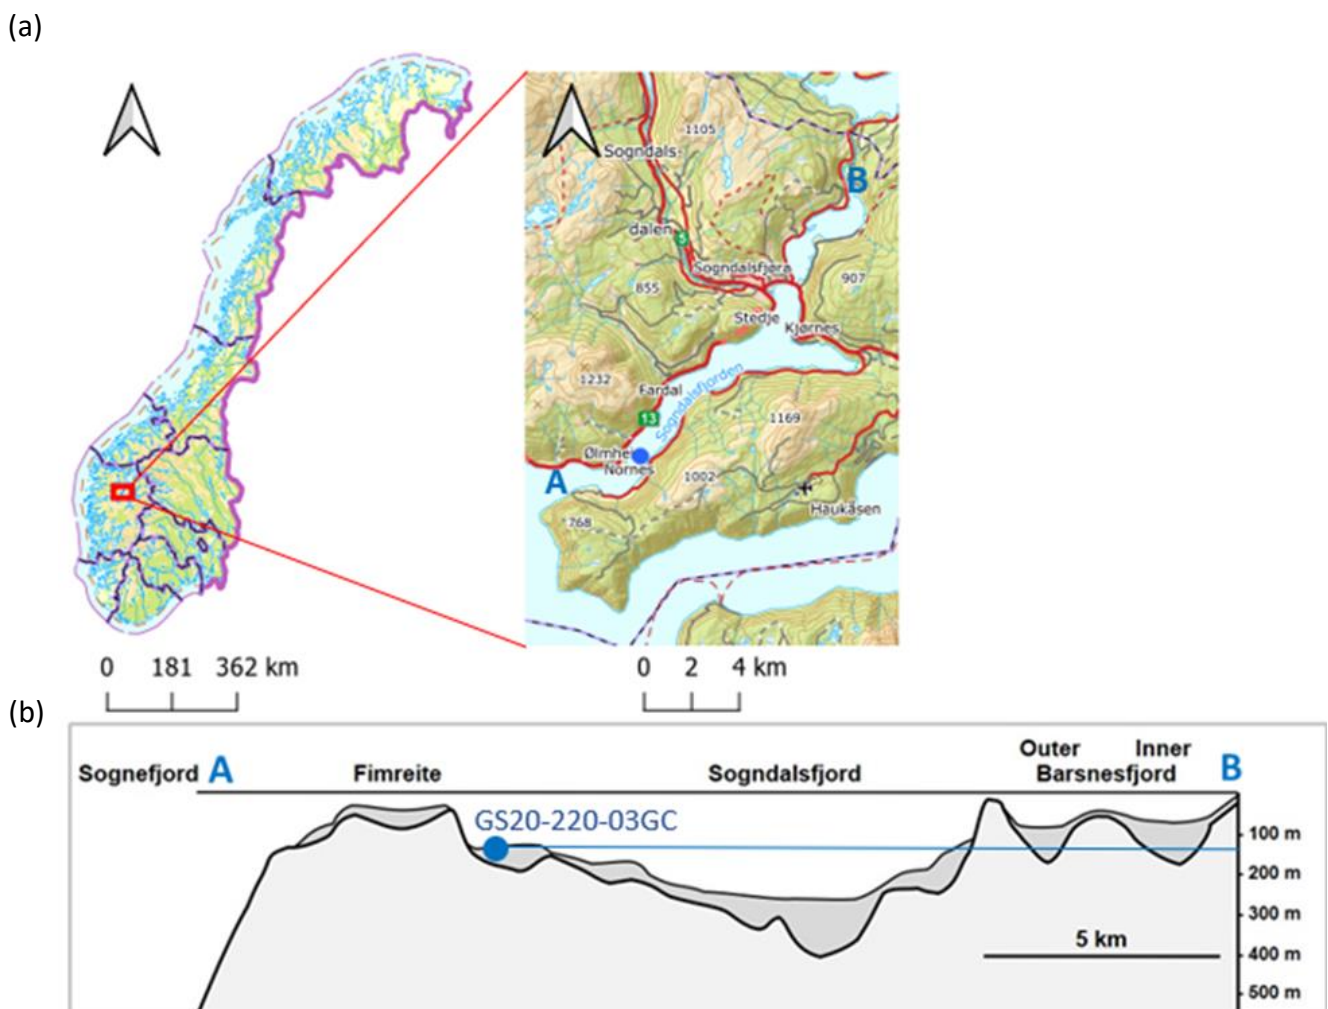 (a)
1105
Sogndals-
B
dalen
5
Sogndalsfjøra
855
907
Stedje
Kjørnes
1232
Fardal
Sogndalsfjorden
13
1169
Ølmhei
Nornes
A
1002
Haukåsen
768
0 181 362 km
0 2 4 km
(b)
Outer Inner
Sognefjord A Fimreite Sogndalsfjord Barsnesfjord B
GS20-220-03GC
100 m
200 m
300 m
5 km
400 m
500 m